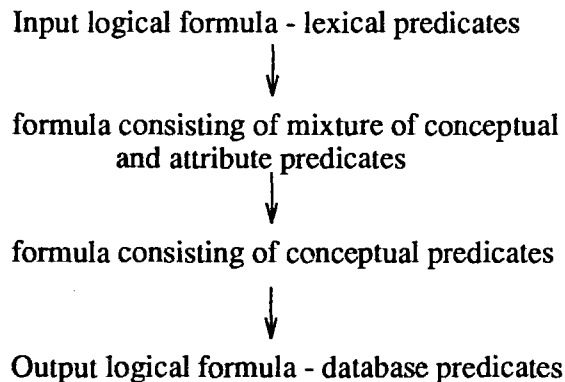 Input logical formula - lexical predicates
formula consisting of mixture of conceptual
and attribute predicates
formula consisting of conceptual predicates
Output logical formula - database predicates